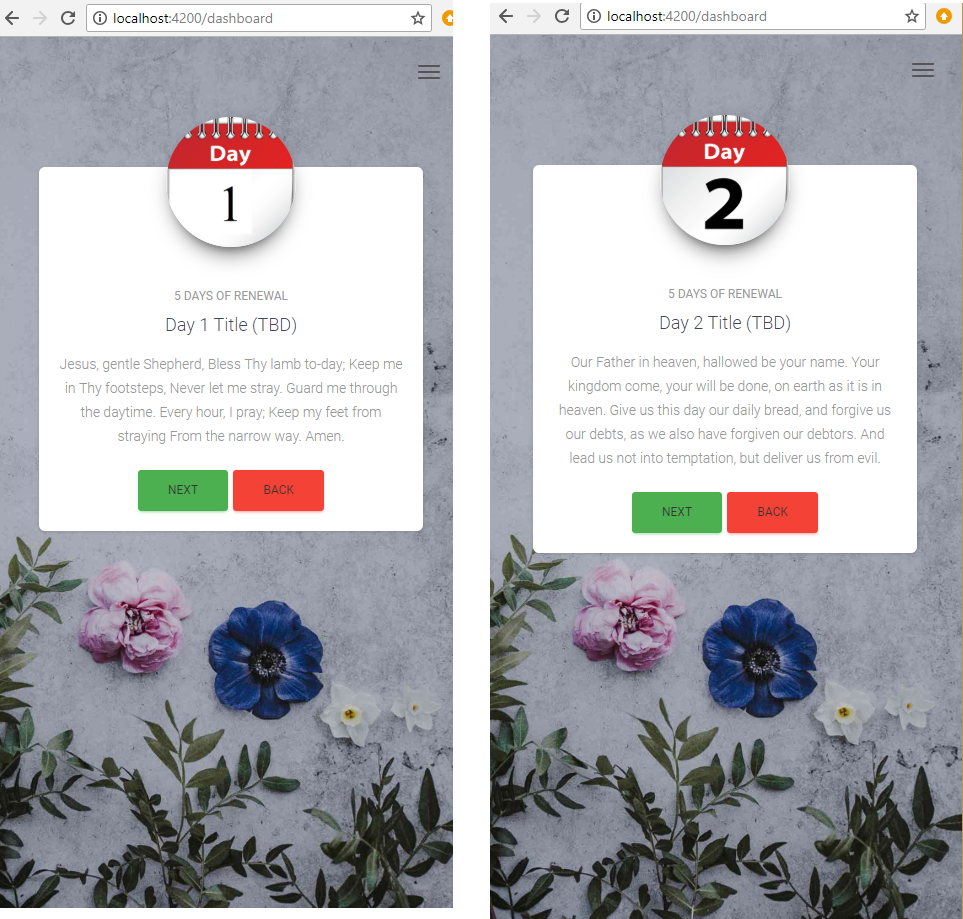 localhost:4200/dashboard
Day
1
5 DAYS OF RENEWAL
Day 1 Title (TBD)
Jesus, gentle Shepherd, Bless Thy lamb to-day; Keep me
in Thy footsteps, Never let me stray. Guard me through
the daytime. Every hour, I pray; Keep my feet from
straying From the narrow way. Amen.
NEXT BACK
localhost:4200/dashboard
Day
2
5 DAYS OF RENEWAL
Day 2 Title (TBD)
Our Father in heaven, hallowed be your name. Your
kingdom come, your will be done, on earth as it is in
heaven. Give us this day our daily bread, and forgive us
our debts, as we also have forgiven our debtors. And
lead us not into temptation, but deliver us from evil.
NEXT BACK